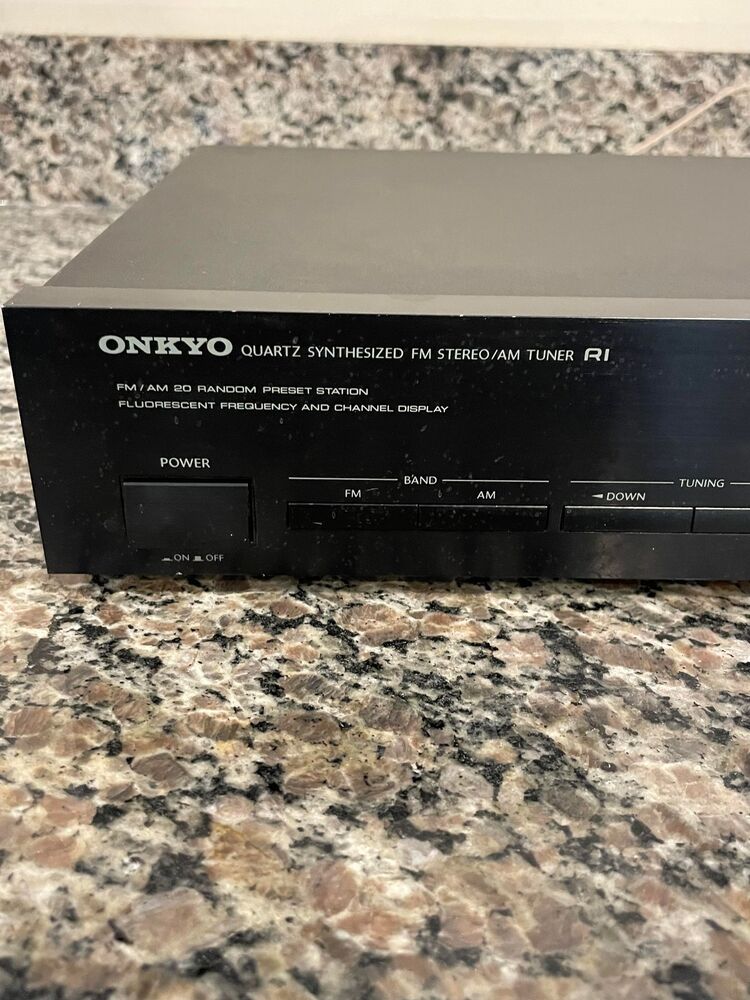 ONKYO QUARTZ SYNTHESIZED FM STEREO/AM TUNER RI
FM/AM 20 RANDOM PRESET STATION
FLUORESCENT FREQUENCY AND CHANNEL DISPLAY
POWER
ON OFF
BAND
FM AM
TUNING
DOWN